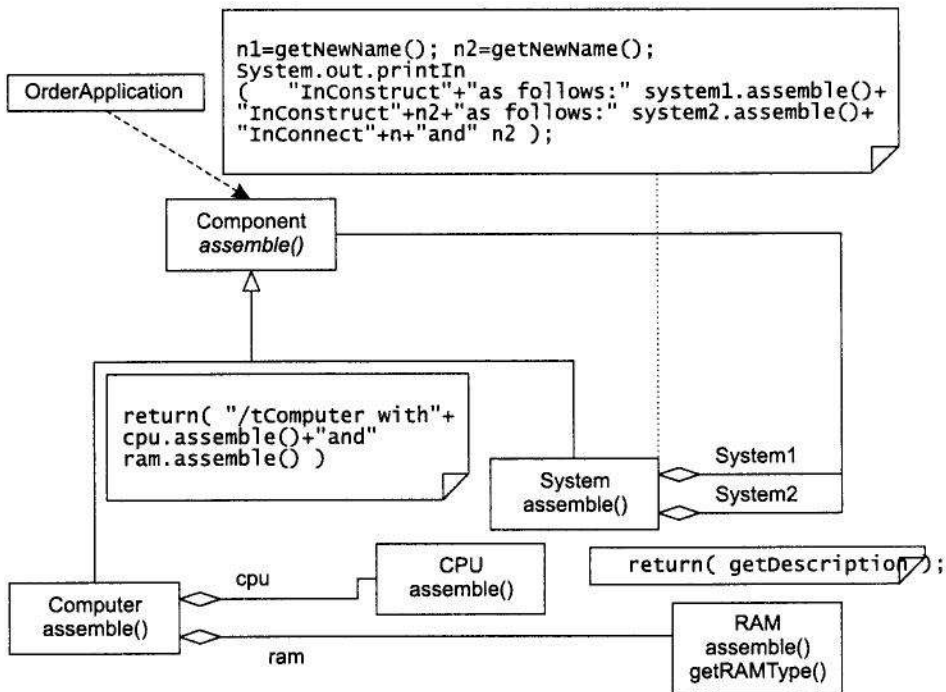 n1=getNewName(); n2=getNewName();
System.out.printIn
( "InConstruct"+"as follows:" system1.assemble()+
"InConstruct"+n2+"as follows:" system2.assemble()+
"InConnect"+n+"and" n2 );
OrderApplication
Component
assemble()
return( "/tComputer with"+
cpu.assemble()+"and"
ram.assemble() )
System
assemble()
System1
System2
return( getDescription );
CPU
assemble()
cpu
Computer
assemble()
ram
RAM
assemble()
getRAMType()